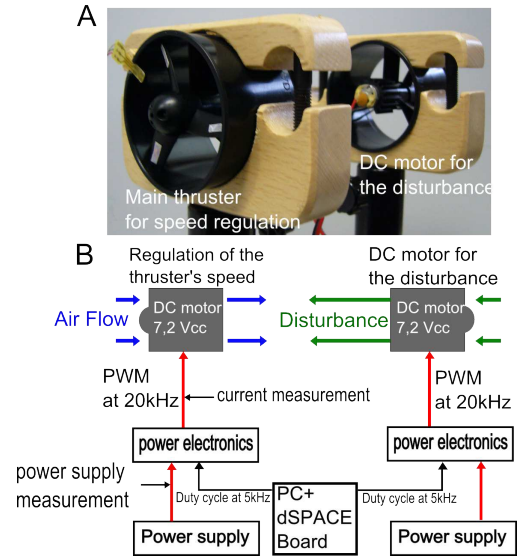 A
Main thruster
for speed regulation
DC motor for
the disturbance
B
Regulation of the
thruster's speed
DC motor for
the disturbance
Air Flow
DC motor
7,2 Vcc
Disturbance
DC motor
7,2 Vcc
PWM
at 20kHz
current measurement
PWM
at 20kHz
power electronics
power electronics
power supply
measurement
Duty cycle at 5kHz
PC+
dSPACE
Board
Duty cycle at 5kHz
Power supply
Power supply